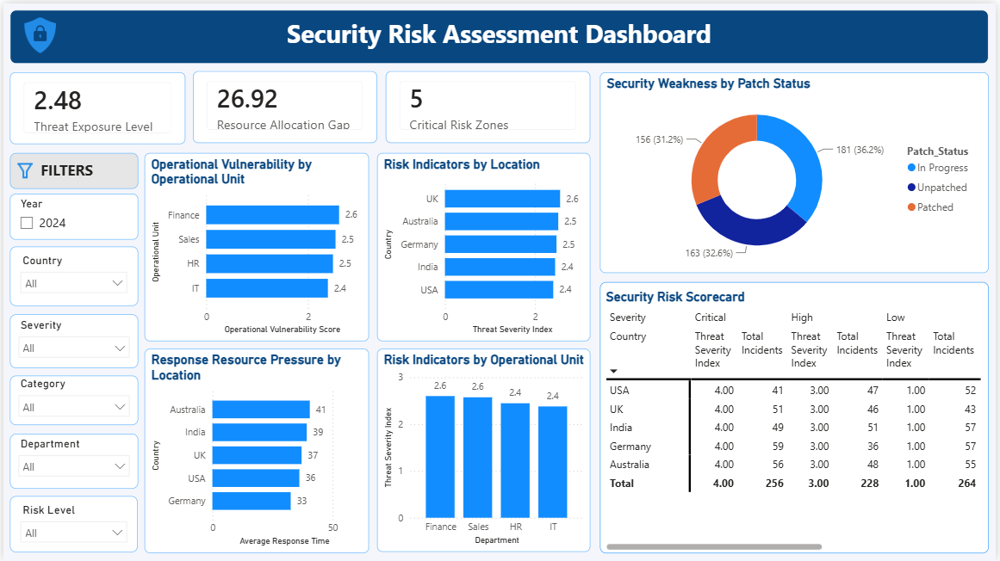 Security Risk Assessment Dashboard
2.48
Threat Exposure Level
26.92
Resource Allocation Gap
5
Critical Risk Zones
FILTERS
Year
2024
Country
All
Severity
All
Category
All
Department
All
Risk Level
All
Operational Vulnerability by
Operational Unit
Operational Unit
Finance 2.6
Sales 2.5
HR 2.5
IT 2.4
0 2
Operational Vulnerability Score
Risk Indicators by Location
Country
UK 2.6
Australia 2.5
Germany 2.5
India 2.4
USA 2.4
0 2
Threat Severity Index
Response Resource Pressure by
Location
Country
Australia 41
India 39
UK 37
USA 36
Germany 33
0 50
Average Response Time
Risk Indicators by Operational Unit
Threat Severity Index
3
2
1
0
2.6 2.6 2.4 2.4
Finance Sales HR IT
Department
Security Weakness by Patch Status
156 (31.2%)
181 (36.2%)
163 (32.6%)
Patch_Status
In Progress
Unpatched
Patched
Security Risk Scorecard
Severity Critical High Low
Country Threat Total Threat Total Threat Total
Severity Incidents Severity Incidents Severity Incidents
Index Index Index
USA 4.00 41 3.00 47 1.00 52
UK 4.00 51 3.00 46 1.00 43
India 4.00 49 3.00 51 1.00 57
Germany 4.00 59 3.00 36 1.00 57
Australia 4.00 56 3.00 48 1.00 55
Total 4.00 256 3.00 228 1.00 264